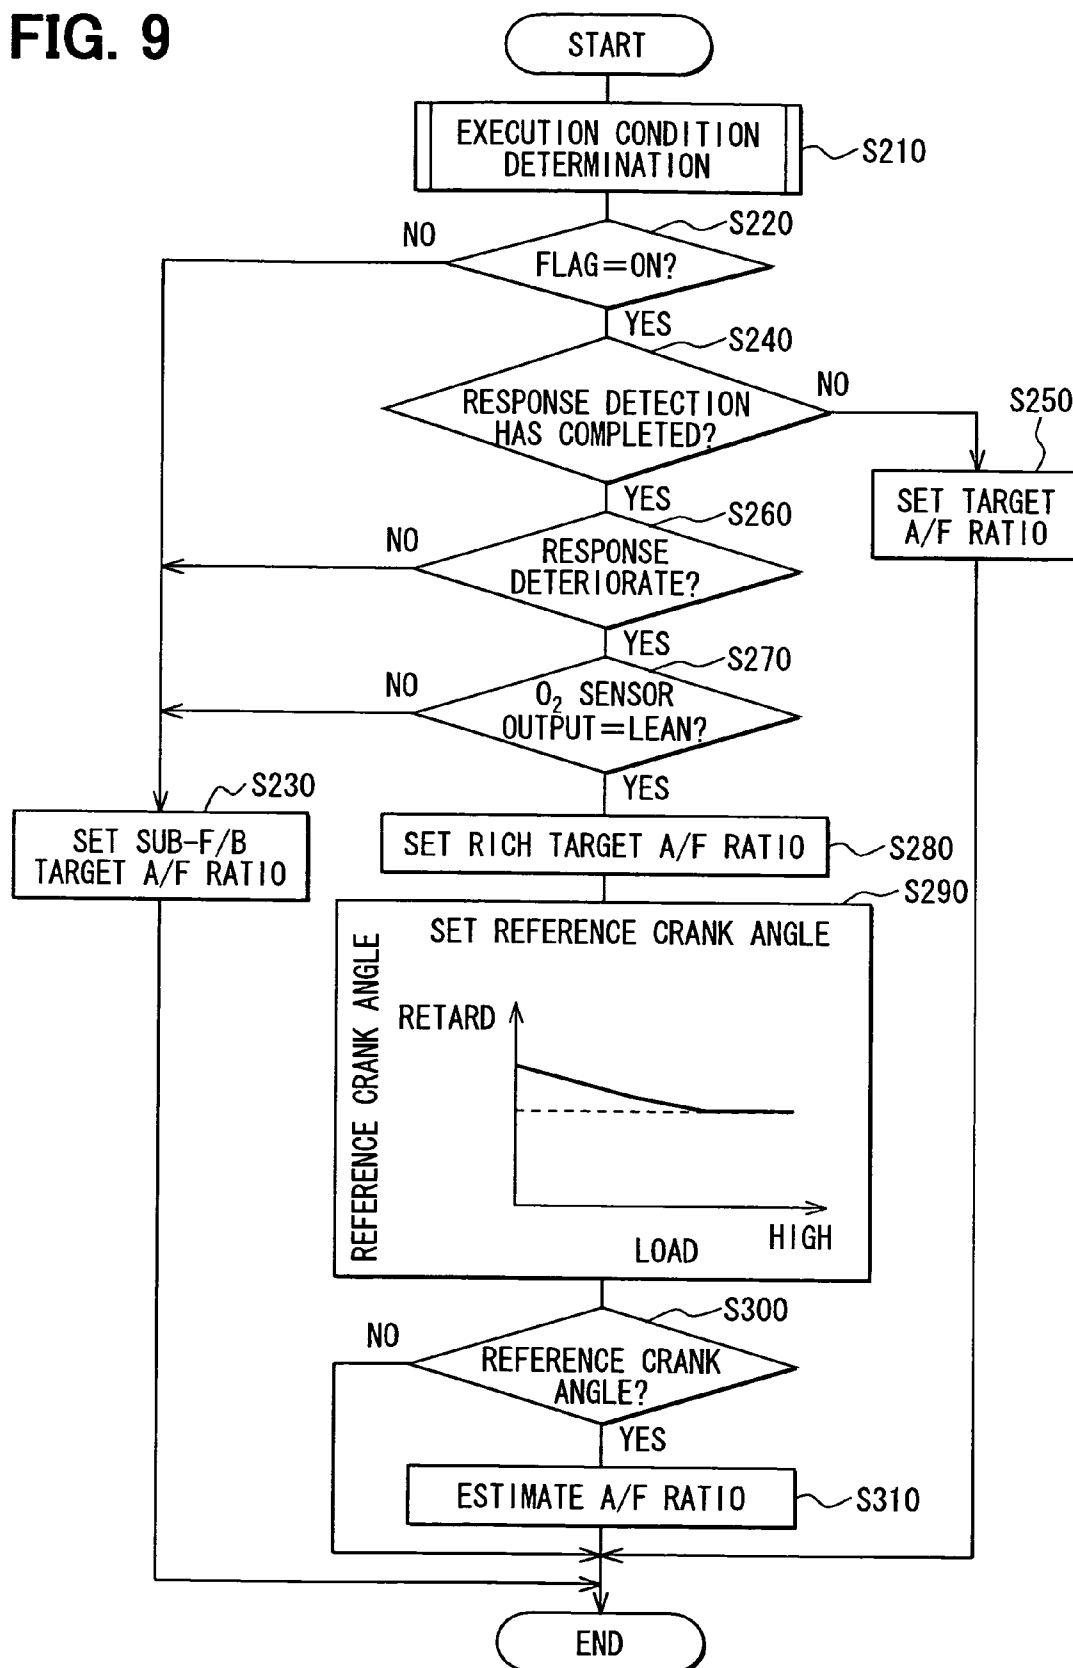 FIG. 9
START
EXECUTION CONDITION
DETERMINATION
S210
S220
NO
FLAG=ON?
YES
S240
NO
RESPONSE DETECTION
HAS COMPLETED?
S250
SET TARGET
A/F RATIO
YES
S260
NO
RESPONSE
DETERIORATE?
YES
S270
NO
O₂ SENSOR
OUTPUT=LEAN?
YES
S230
SET SUB-F/B
TARGET A/F RATIO
SET RICH TARGET A/F RATIO
S280
S290
SET REFERENCE CRANK ANGLE
REFERENCE CRANK ANGLE
RETARD
HIGH
LOAD
S300
NO
REFERENCE CRANK
ANGLE?
YES
ESTIMATE A/F RATIO
S310
END